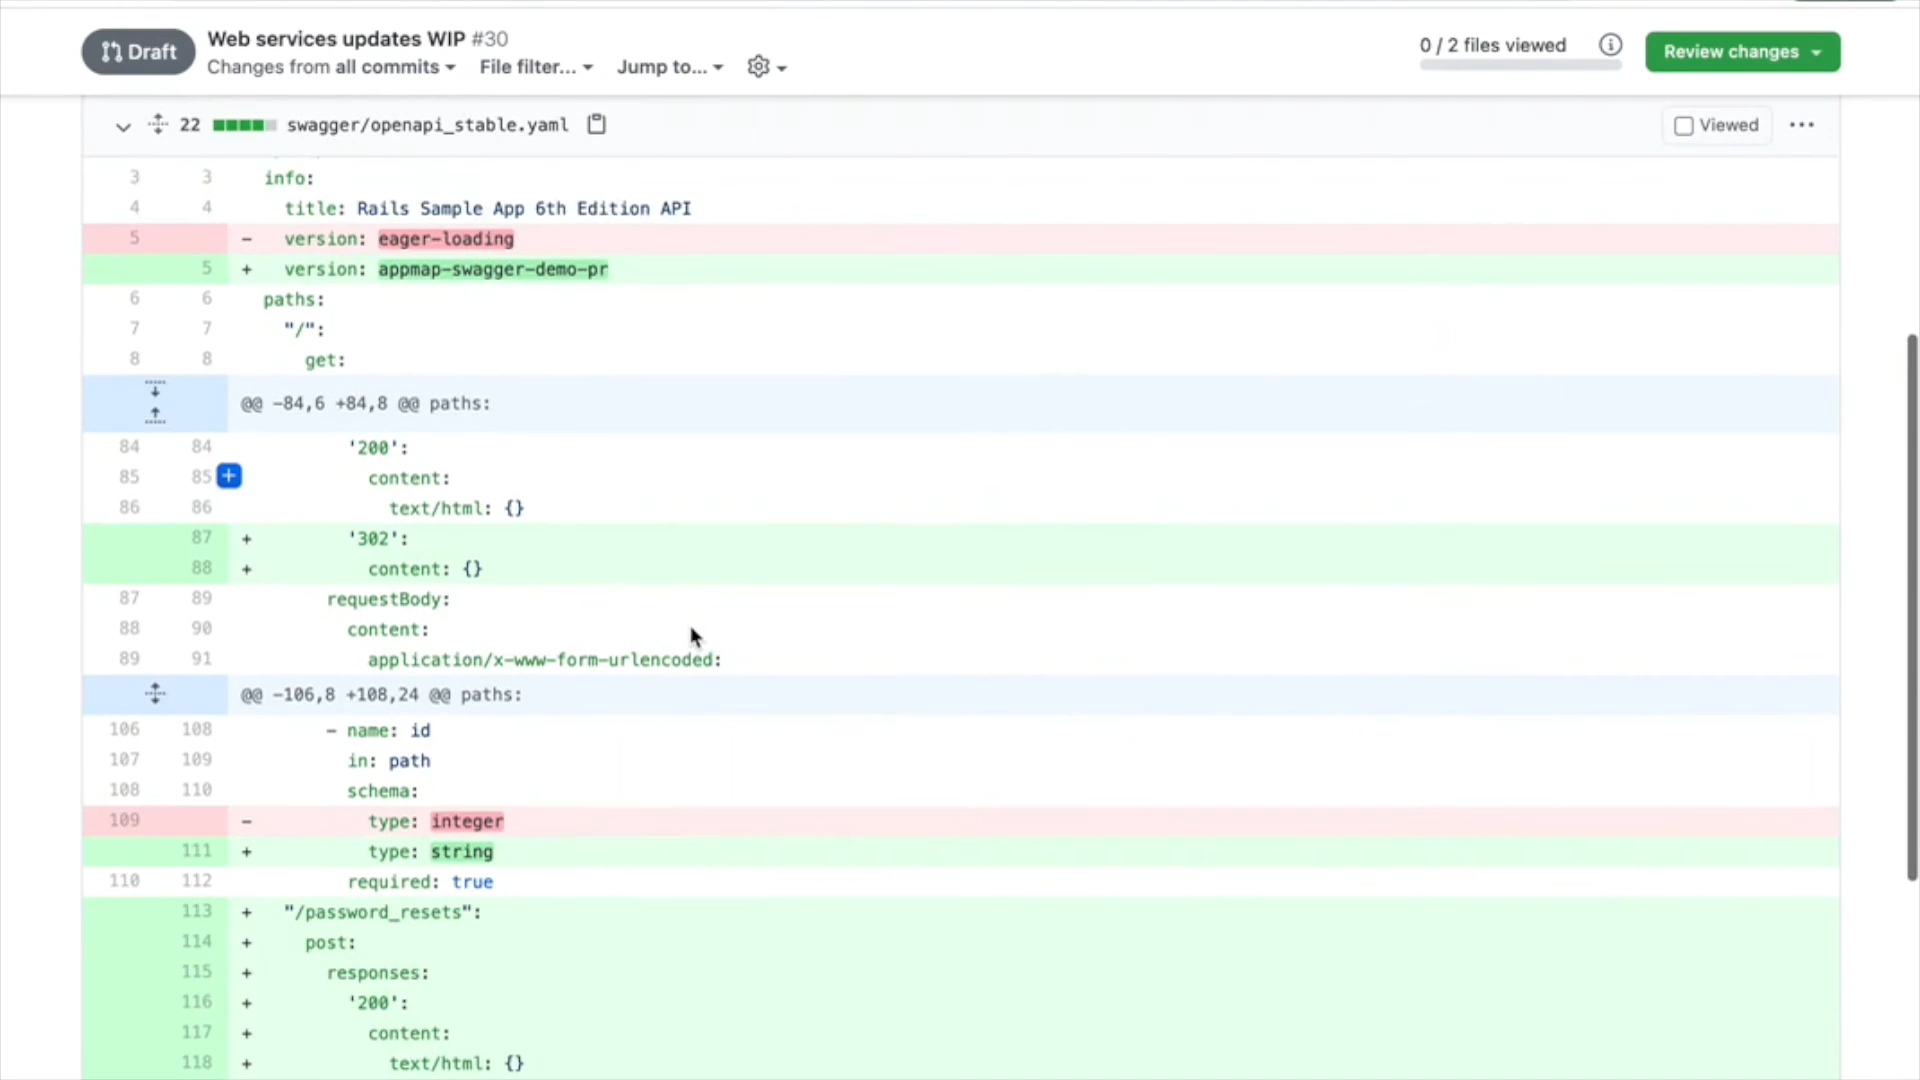 Draft
Web services updates WIP #30
Changes from all commits File filter... Jump to...
0 / 2 files viewed
Review changes
22 swagger/openapi_stable.yaml
Viewed
3 3 info:
4 4 title: Rails Sample App 6th Edition API
5 - version: eager-loading
5 + version: appmap-swagger-demo-pr
6 6 paths:
7 7 "/":
8 8 get:
@@ -84,6 +84,8 @@ paths:
84 84 '200':
85 85 content:
86 86 text/html: {}
87 + '302':
88 + content: {}
87 89 requestBody:
88 90 content:
89 91 application/x-www-form-urlencoded:
@@ -106,8 +108,24 @@ paths:
106 108 - name: id
107 109 in: path
108 110 schema:
109 - type: integer
111 + type: string
110 112 required: true
113 + "/password_resets":
114 + post:
115 + responses:
116 + '200':
117 + content:
118 + text/html: {}